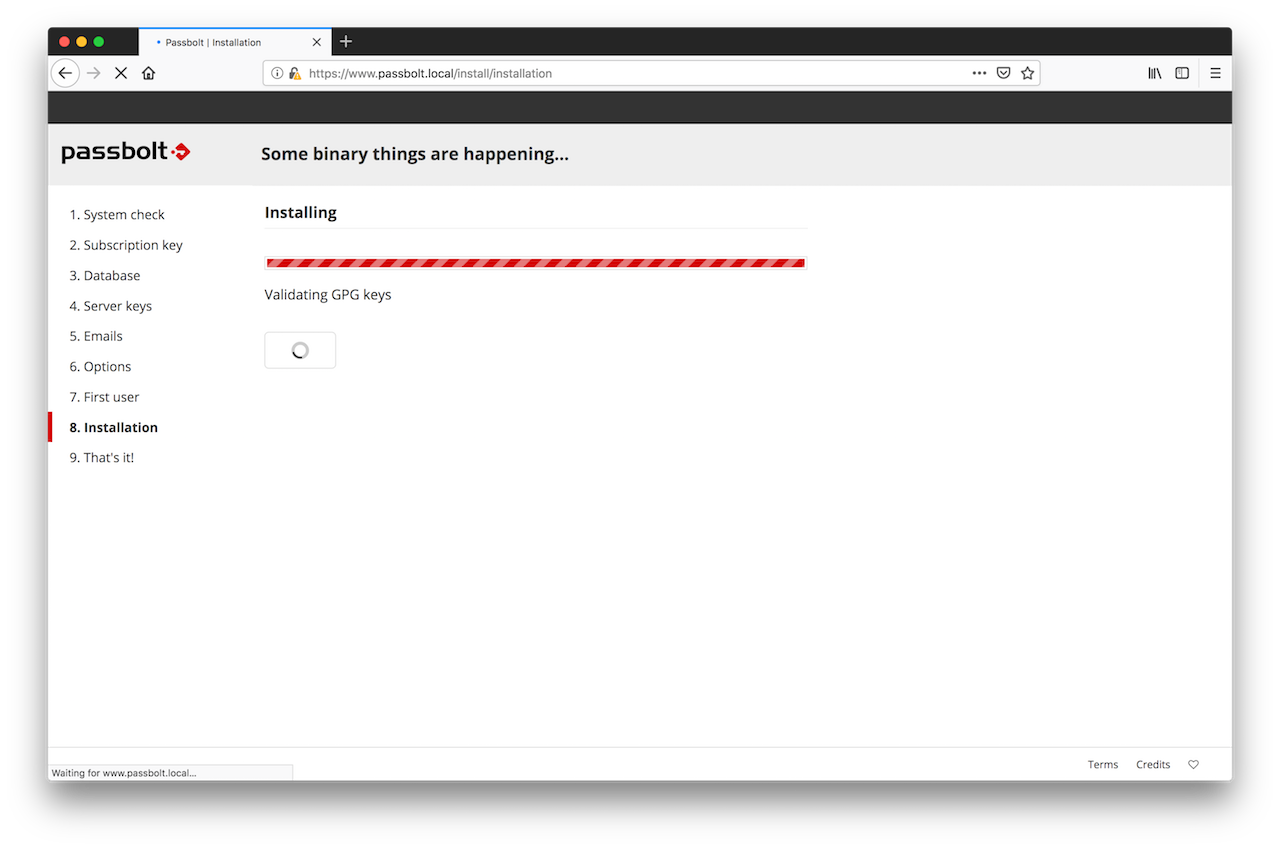 Passbolt | Installation
https://www.passbolt.local/install/installation
passbolt
Some binary things are happening...
1. System check
2. Subscription key
3. Database
4. Server keys
5. Emails
6. Options
7. First user
8. Installation
9. That's it!
Installing
Validating GPG keys
Terms Credits
Waiting for www.passbolt.local...